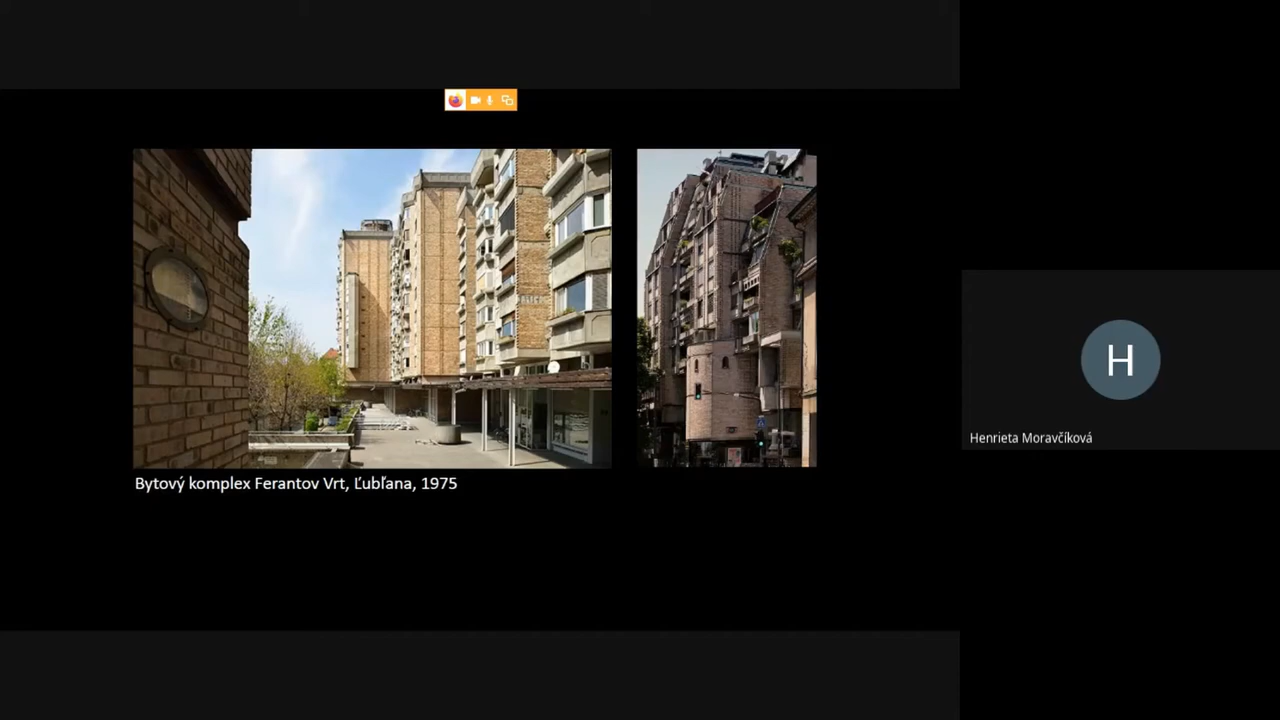 Bytový komplex Ferantov Vrt, Ľubľana, 1975
H
Henrieta Moravčíková